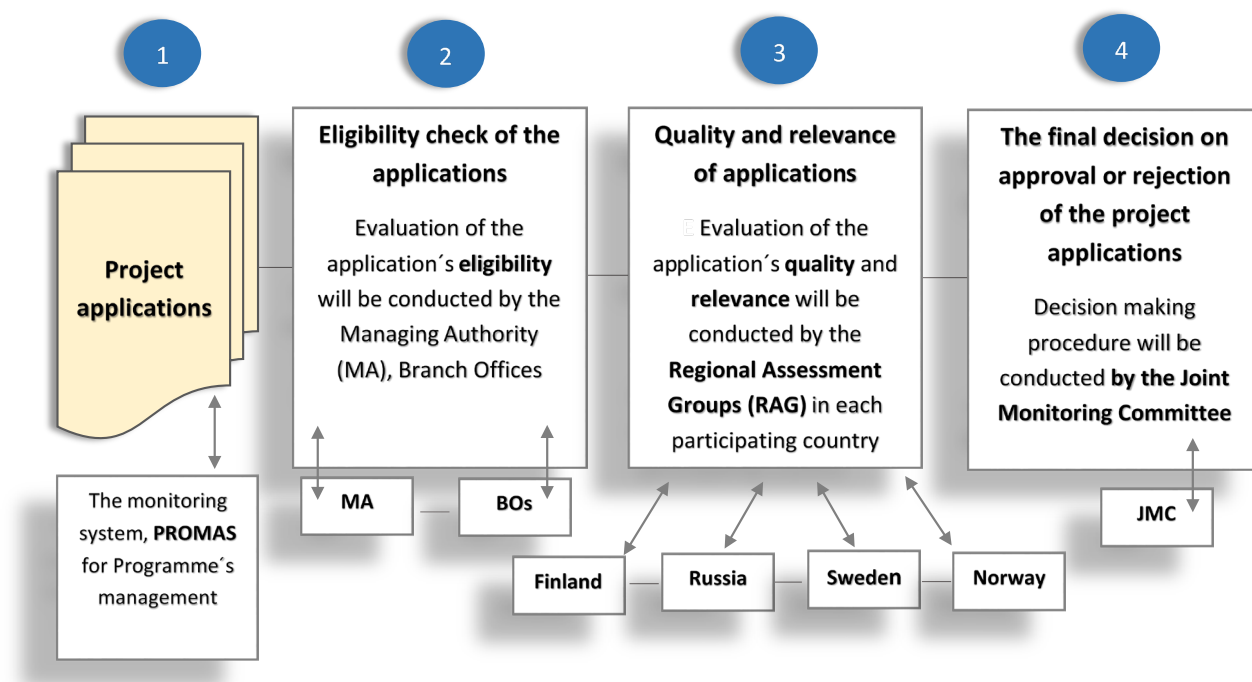 1
2
3
4
Project
applications
The monitoring
system, PROMAS
for Programme´s
management
Eligibility check of the
applications
Evaluation of the
application´s eligibility
will be conducted by the
Managing Authority
(MA), Branch Offices
MA
BOs
Quality and relevance
of applications
E Evaluation of the
application´s quality and
relevance will be
conducted by the
Regional Assessment
Groups (RAG) in each
participating country
Finland
Russia
Sweden
Norway
The final decision on
approval or rejection
of the project
applications
Decision making
procedure will be
conducted by the Joint
Monitoring Committee
JMC